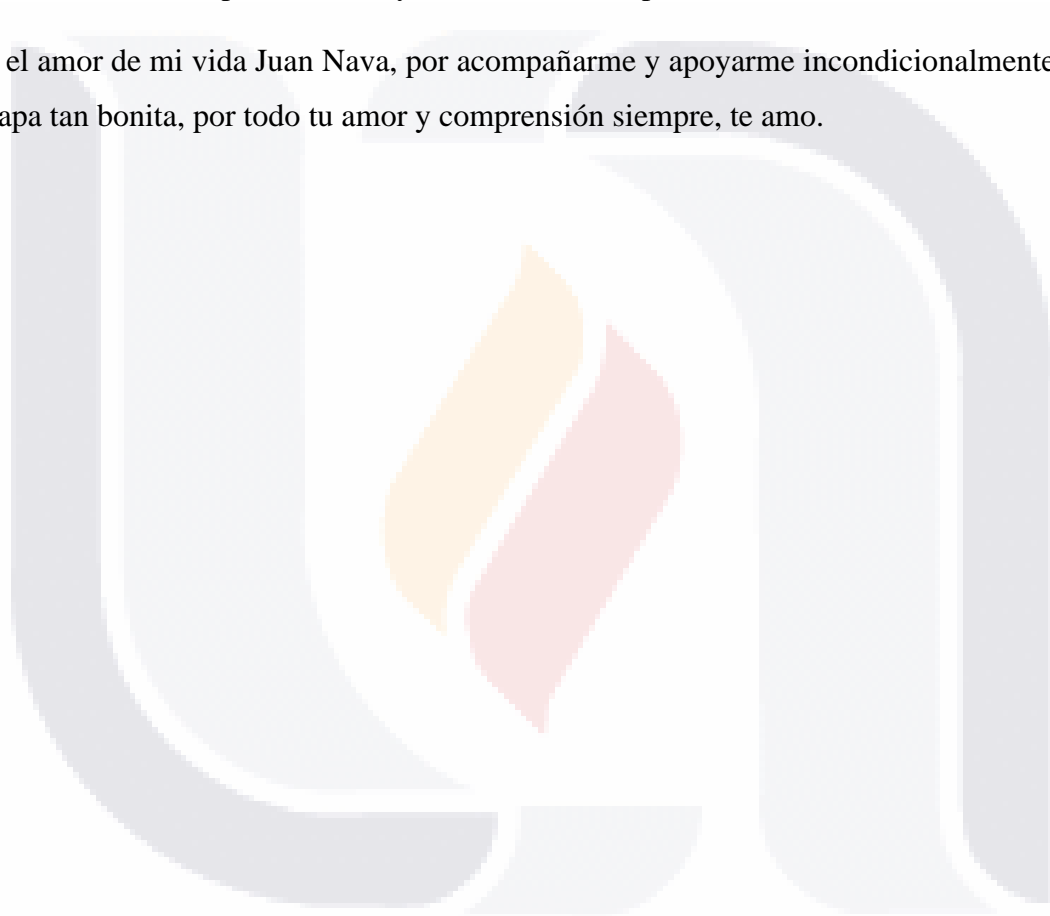 el amor de mi vida Juan Nava, por acompañarme y apoyarme incondicionalmente
apa tan bonita, por todo tu amor y comprensión siempre, te amo.